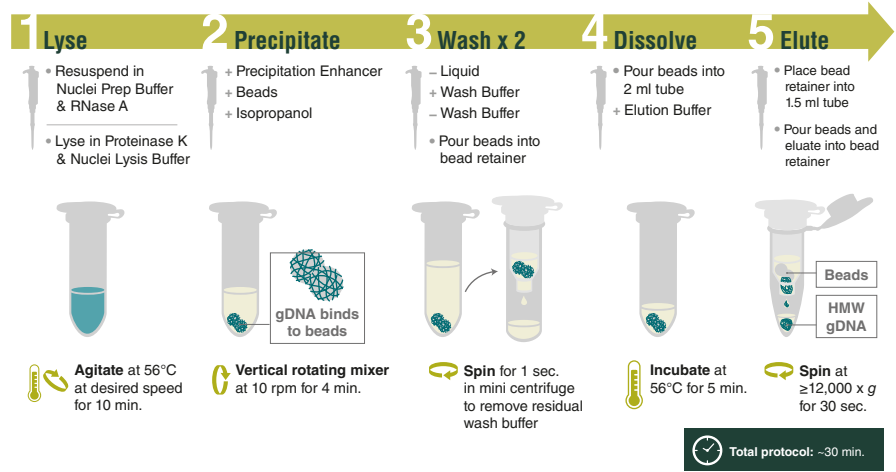 1 Lyse
• Resuspend in
Nuclei Prep Buffer
& RNase A
• Lyse in Proteinase K
& Nuclei Lysis Buffer
Agitate at 56°C
at desired speed
for 10 min.
2 Precipitate
+ Precipitation Enhancer
+ Beads
+ Isopropanol
gDNA binds
to beads
Vertical rotating mixer
at 10 rpm for 4 min.
3 Wash x 2
– Liquid
+ Wash Buffer
– Wash Buffer
• Pour beads into
bead retainer
Spin for 1 sec.
in mini centrifuge
to remove residual
wash buffer
4 Dissolve
• Pour beads into
2 ml tube
+ Elution Buffer
Incubate at
56°C for 5 min.
5 Elute
• Place bead
retainer into
1.5 ml tube
• Pour beads and
eluate into bead
retainer
Beads
HMW
gDNA
Spin at
≥12,000 x g
for 30 sec.
Total protocol: ~30 min.